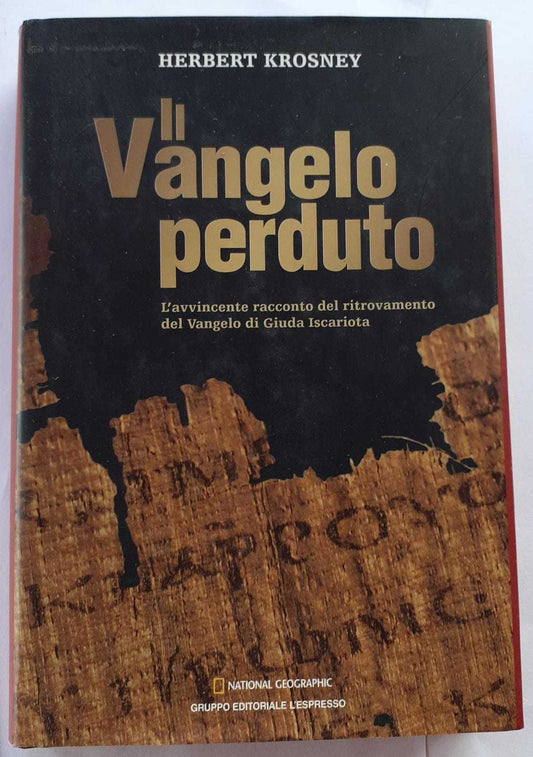 HERBERT KROSNEY
Il
Vangelo
perduto
L'avvincente racconto del ritrovamento
del Vangelo di Giuda Iscariota
NATIONAL GEOGRAPHIC
GRUPPO EDITORIALE L'ESPRESSO